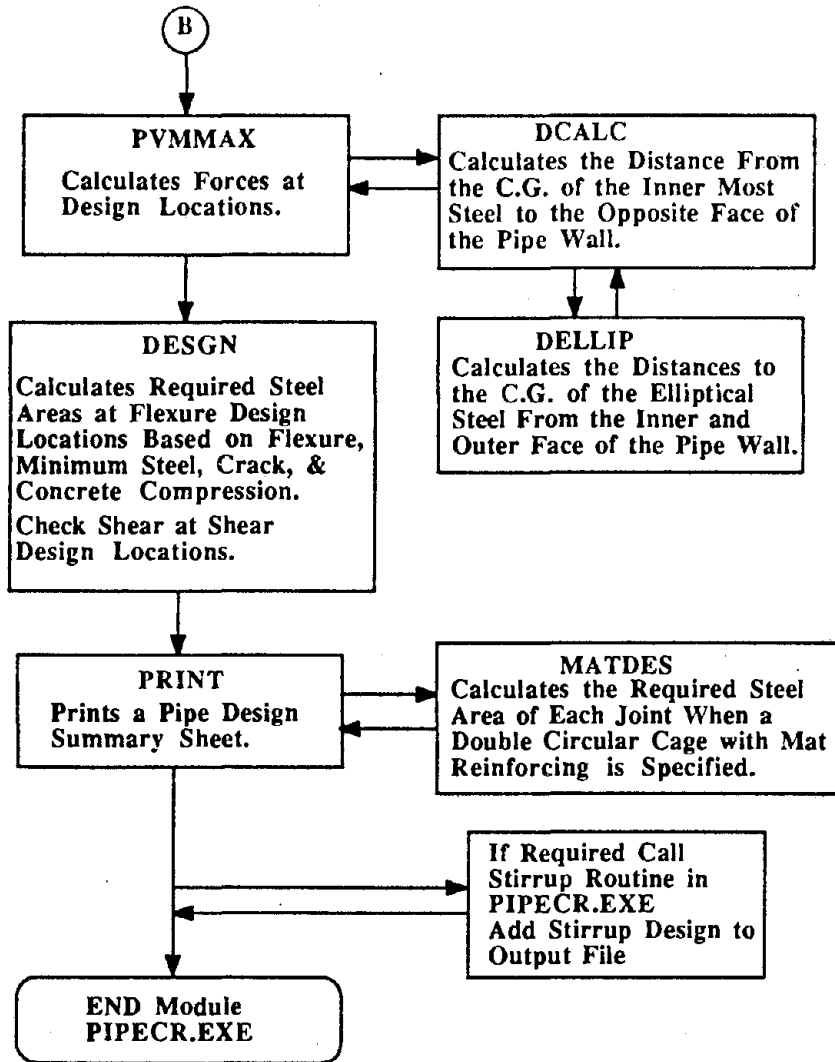 B
PVMMAX
Calculates Forces at
Design Locations.
DCALC
Calculates the Distance From
the C.G. of the Inner Most
Steel to the Opposite Face of
the Pipe Wall.
DELLIP
Calculates the Distances to
the C.G. of the Elliptical
Steel From the Inner and
Outer Face of the Pipe Wall.
DESGN
Calculates Required Steel
Areas at Flexure Design
Locations Based on Flexure,
Minimum Steel, Crack, &
Concrete Compression.
Check Shear at Shear
Design Locations.
PRINT
Prints a Pipe Design
Summary Sheet.
MATDES
Calculates the Required Steel
Area of Each Joint When a
Double Circular Cage with Mat
Reinforcing is Specified.
If Required Call
Stirrup Routine in
PIPECR.EXE
Add Stirrup Design to
Output File
END Module
PIPECR.EXE